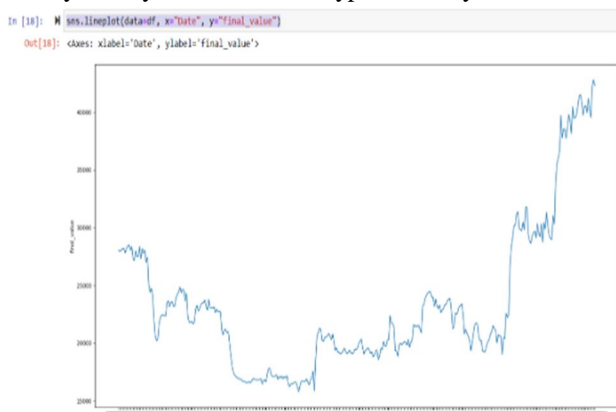 In [18]: sns.lineplot(data=df, x="Date", y="final_value")
Out[18]: <Axes: xlabel='Date', ylabel='final_value'>
40000
35000
30000
final_value
25000
20000